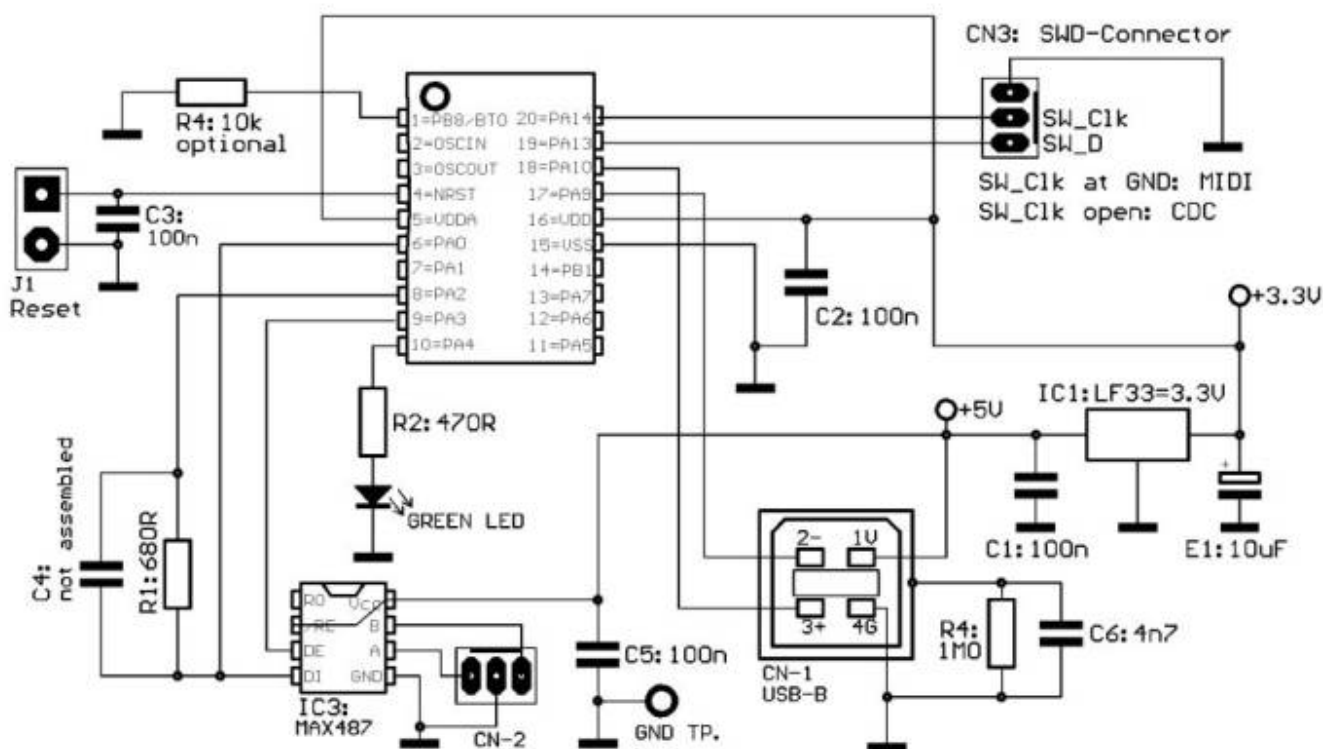 CN3: SWD-Connector
R4:10k
optional
1=PB8/BTO
2=OSCIN
3=OSCOUT
4=NRST
5=VDDA
6=PA0
7=PA1
8=PA2
9=PA3
10=PA4
20=PA14
19=PA13
18=PA10
17=PA9
16=VDD
15=VSS
14=PB1
13=PA7
12=PA6
11=PA5
SW_Clk
SW_D
SW_Clk at GND: MIDI
SW_Clk open: CDC
C3:
100n
J1
Reset
C2:100n
+3.3V
IC1:LF33=3.3V
+5V
R2:470R
GREEN LED
C4:
not assembled
R1:680R
C1:100n
E1:10uF
+
2-
1V
3+
4G
CN-1
USB-B
R4:
1M0
C6:4n7
RO
/RE
DE
DI
Vcc
B
A
GND
IC3:
MAX487
CN-2
C5:100n
GND TP.